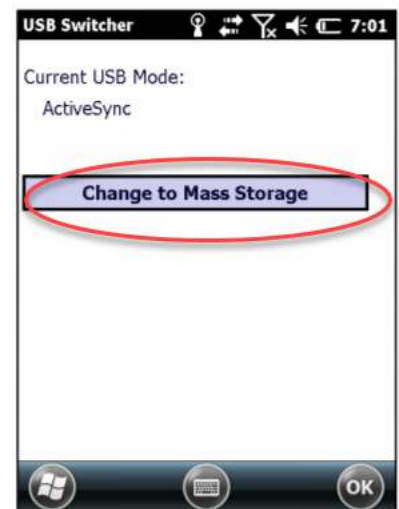 USB Switcher 7:01
Current USB Mode:
ActiveSync
Change to Mass Storage
OK